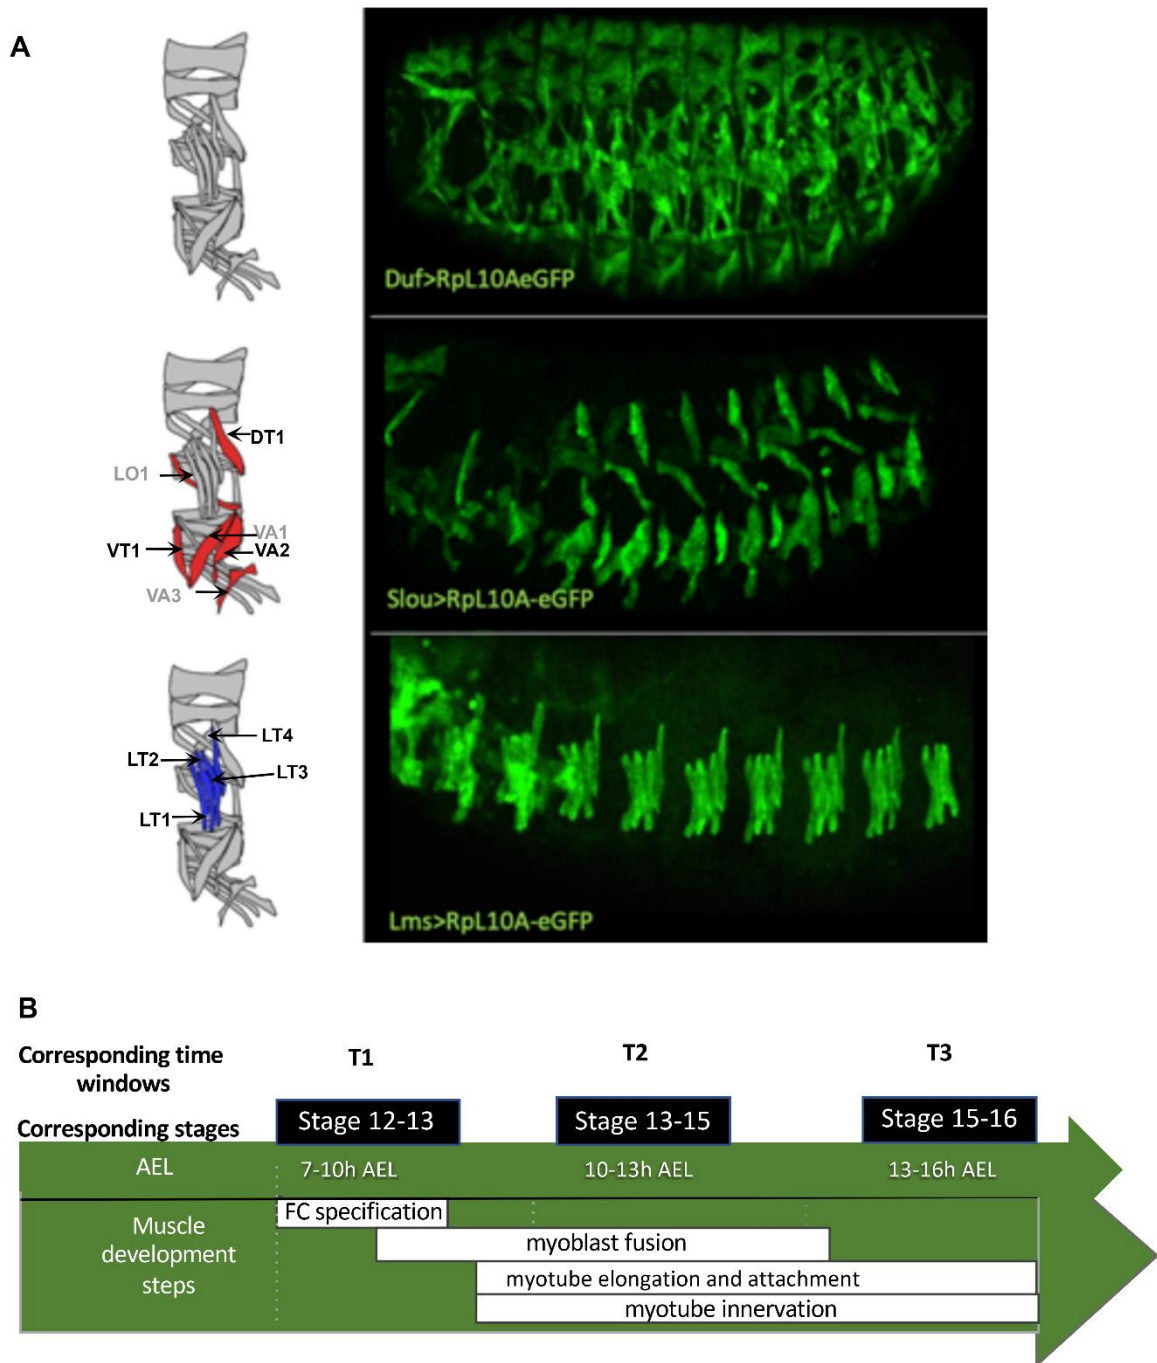 A
Duf>RpL10AeGFP
DT1
LO1
VA1
VT1
VA2
VA3
Slou>RpL10A-eGFP
LT4
LT2
LT3
LT1
Lms>RpL10A-eGFP
B
Corresponding time
windows
T1
T2
T3
Corresponding stages
Stage 12-13
Stage 13-15
Stage 15-16
AEL
7-10h AEL
10-13h AEL
13-16h AEL
Muscle
development
steps
FC specification
myoblast fusion
myotube elongation and attachment
myotube innervation